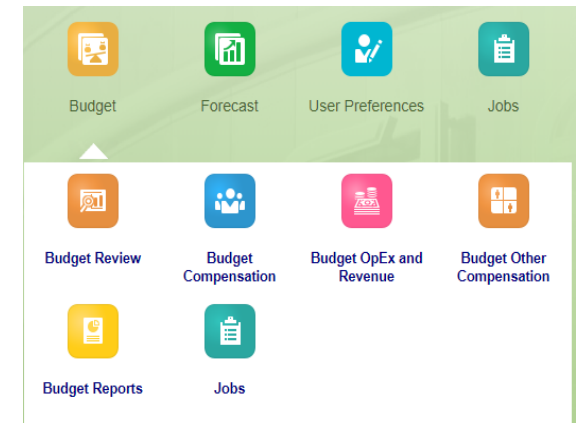 Budget
Forecast
User Preferences
Jobs
Budget Review
Budget
Compensation
Budget OpEx and
Revenue
Budget Other
Compensation
Budget Reports
Jobs